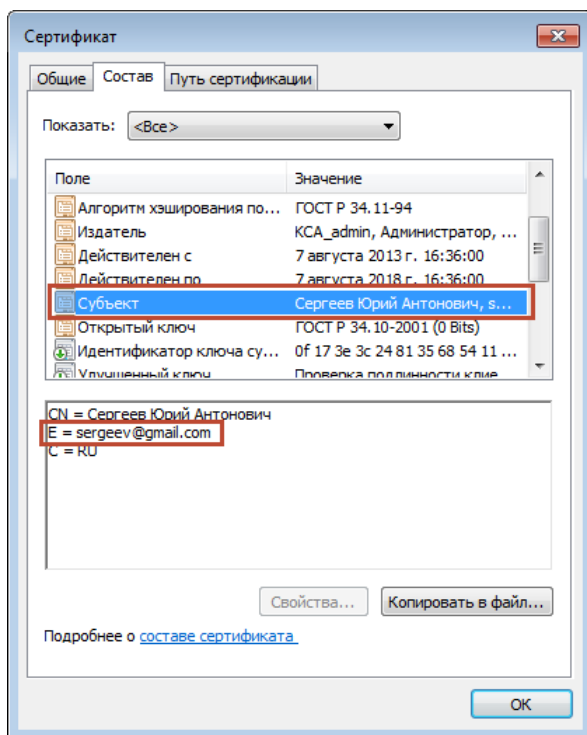 Сертификат
Общие Состав Путь сертификации
Показать: <Все>
Поле Значение
Алгоритм хэширования по... ГОСТ Р 34.11-94
Издатель KCA_admin, Администратор, ...
Действителен с 7 августа 2013 г. 16:36:00
Действителен по 7 августа 2018 г. 16:36:00
Субъект Сергеев Юрий Антонович, s...
Открытый ключ ГОСТ Р 34.10-2001 (0 Bits)
Идентификатор ключа су... 0f 17 3e 3c 24 81 35 68 54 11 ...
Улучшенный ключ Проверка подлинности клие...
CN = Сергеев Юрий Антонович
E = sergeev@gmail.com
C = RU
Свойства... Копировать в файл...
Подробнее о составе сертификата
ОК